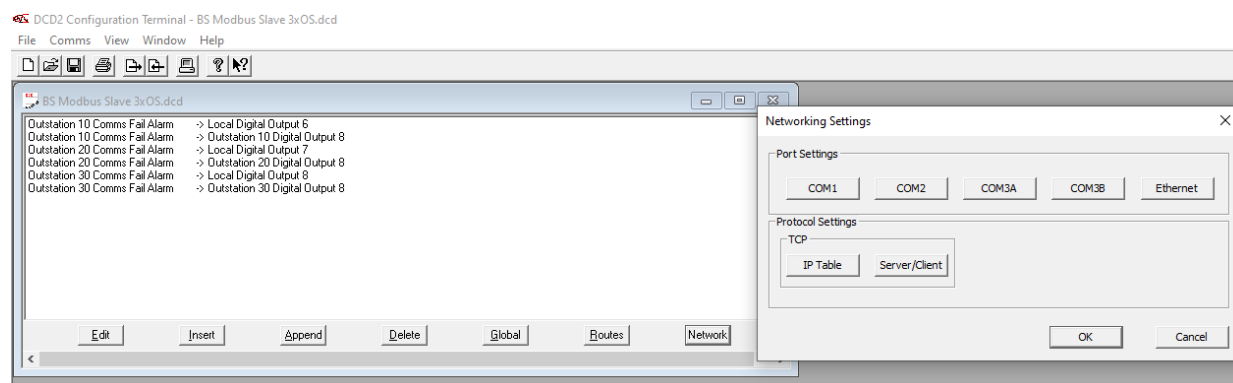 DCD2 Configuration Terminal - BS Modbus Slave 3xOS.dcd
File Comms View Window Help
BS Modbus Slave 3xOS.dcd
Outstation 10 Comms Fail Alarm -> Local Digital Output 6
Outstation 10 Comms Fail Alarm -> Outstation 10 Digital Output 8
Outstation 20 Comms Fail Alarm -> Local Digital Output 7
Outstation 20 Comms Fail Alarm -> Outstation 20 Digital Output 8
Outstation 30 Comms Fail Alarm -> Local Digital Output 8
Outstation 30 Comms Fail Alarm -> Outstation 30 Digital Output 8
Edit Insert Append Delete Global Routes Network
Networking Settings
Port Settings
COM1 COM2 COM3A COM3B Ethernet
Protocol Settings
TCP
IP Table Server/Client
OK Cancel